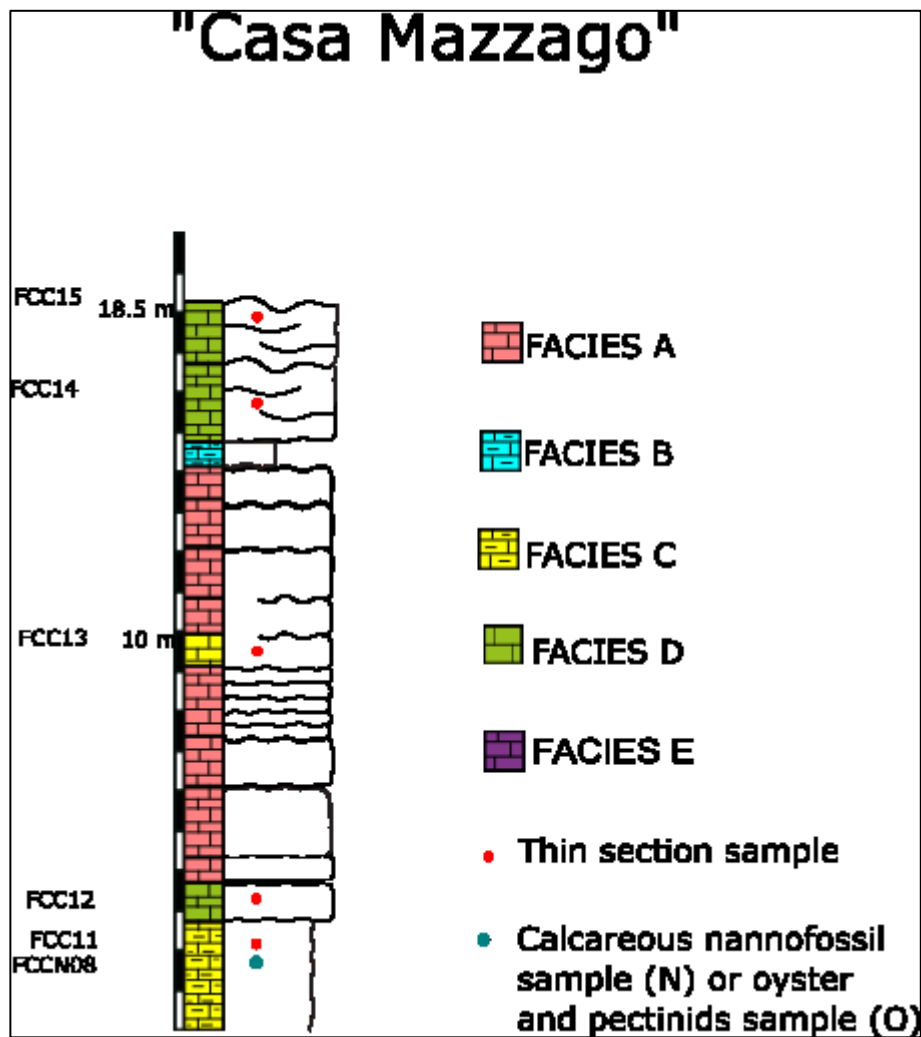 "Casa Mazzago"
FCC15
18.5 m
FCC14
FCC13
10 m
FCC12
FCC11
FCCN08
FACIES A
FACIES B
FACIES C
FACIES D
FACIES E
Thin section sample
Calcareous nannofossil
sample (N) or oyster
and pectinids sample (O)